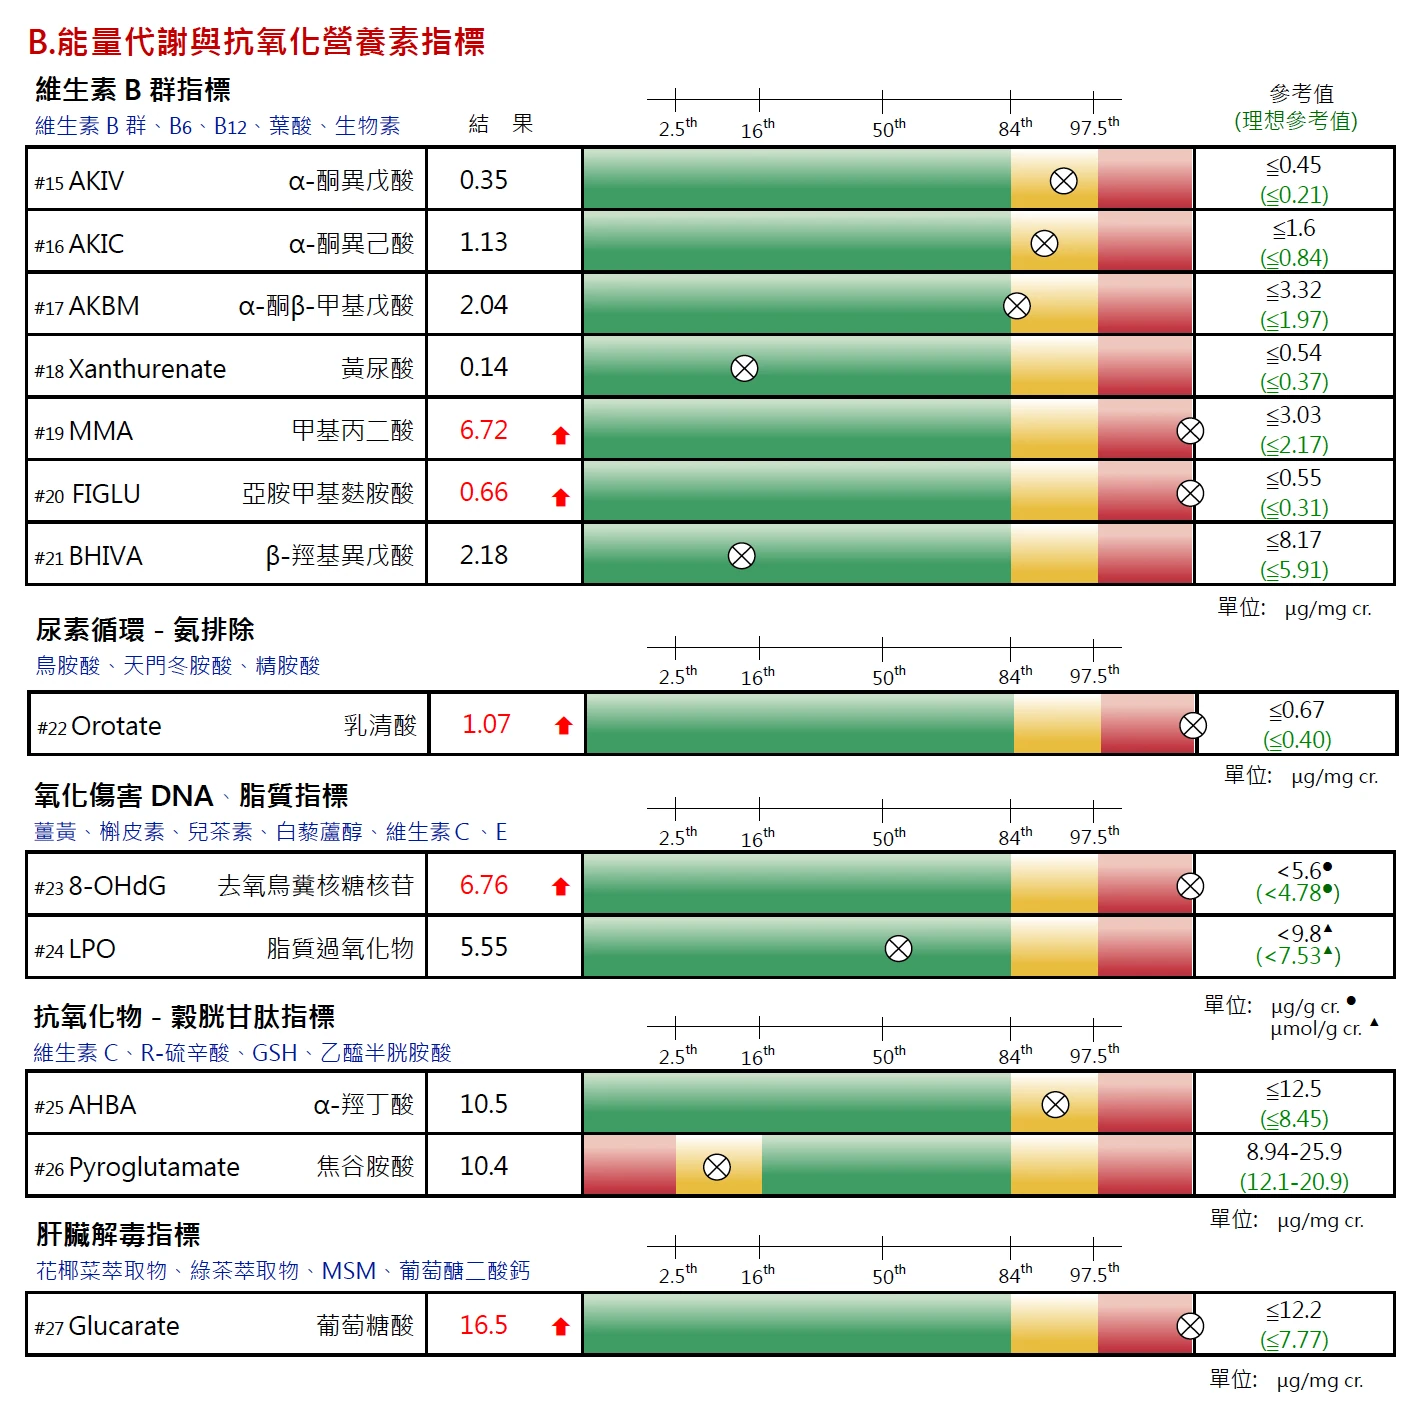 B.能量代謝與抗氧化營養素指標
維生素 B 群指標
維生素 B 群、B6、B12、葉酸、生物素 結 果 2.5th 16th 50th 84th 97.5th 參考值
(理想參考值)
#15 AKIV α-酮異戊酸 0.35 ≦0.45
(≦0.21)
#16 AKIC α-酮異己酸 1.13 ≦1.6
(≦0.84)
#17 AKBM α-酮β-甲基戊酸 2.04 ≦3.32
(≦1.97)
#18 Xanthurenate 黃尿酸 0.14 ≦0.54
(≦0.37)
#19 MMA 甲基丙二酸 6.72 ≦3.03
(≦2.17)
#20 FIGLU 亞胺甲基麩胺酸 0.66 ≦0.55
(≦0.31)
#21 BHIVA β-羥基異戊酸 2.18 ≦8.17
(≦5.91)
單位: µg/mg cr.
尿素循環 - 氨排除
鳥胺酸、天門冬胺酸、精胺酸 2.5th 16th 50th 84th 97.5th
#22 Orotate 乳清酸 1.07 ≦0.67
(≦0.40)
單位: µg/mg cr.
氧化傷害 DNA、脂質指標
薑黃、槲皮素、兒茶素、白藜蘆醇、維生素 C、E 2.5th 16th 50th 84th 97.5th
#23 8-OHdG 去氧鳥糞核糖核苷 6.76 <5.6●
(<4.78●)
#24 LPO 脂質過氧化物 5.55 <9.8▲
(<7.53▲)
單位: µg/g cr. ●
µmol/g cr. ▲
抗氧化物 - 穀胱甘肽指標
維生素 C、R-硫辛酸、GSH、乙醯半胱胺酸 2.5th 16th 50th 84th 97.5th
#25 AHBA α-羥丁酸 10.5 ≦12.5
(≦8.45)
#26 Pyroglutamate 焦谷胺酸 10.4 8.94-25.9
(12.1-20.9)
單位: µg/mg cr.
肝臟解毒指標
花椰菜萃取物、綠茶萃取物、MSM、葡萄醣二酸鈣 2.5th 16th 50th 84th 97.5th
#27 Glucarate 葡萄糖酸 16.5 ≦12.2
(≦7.77)
單位: µg/mg cr.